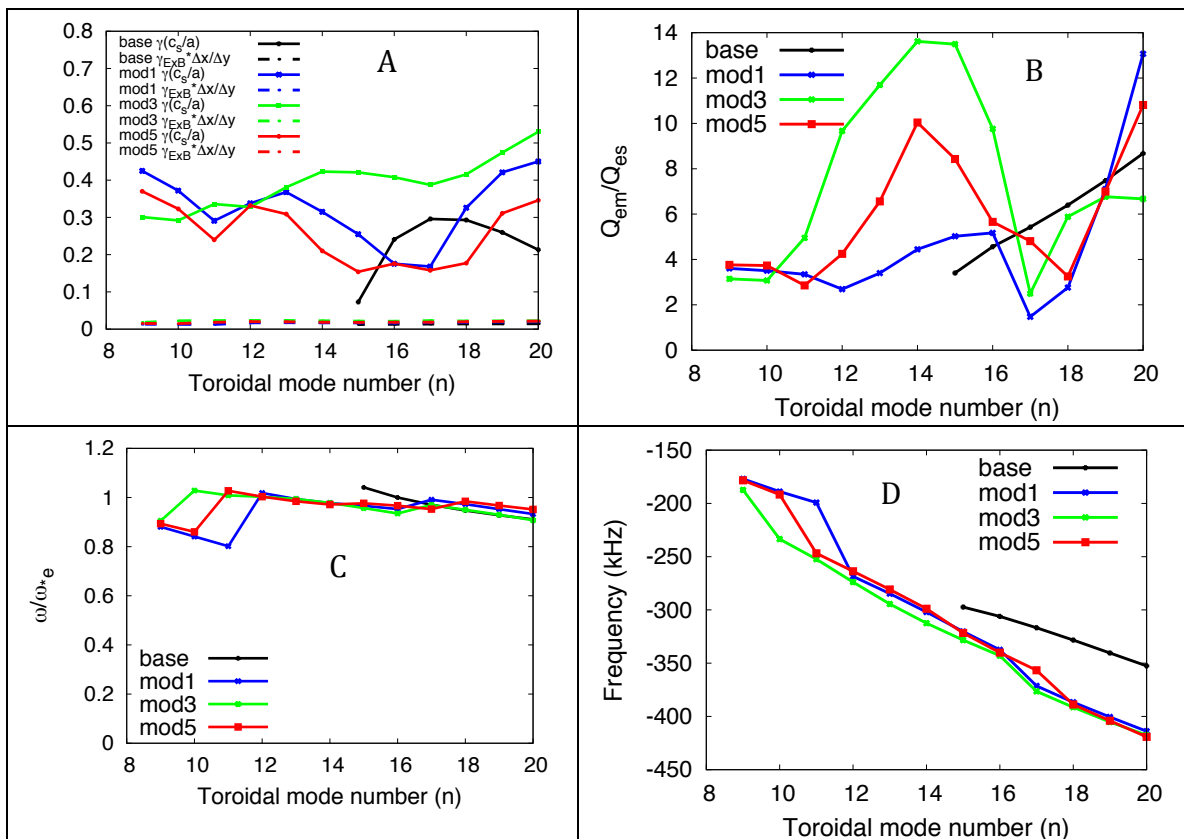 0.8
0.7
0.6
0.5
0.4
0.3
0.2
0.1
0
base γ(c_s/a)
base γ_ExB*Δx/Δy
mod1 γ(c_s/a)
mod1 γ_ExB*Δx/Δy
mod3 γ(c_s/a)
mod3 γ_ExB*Δx/Δy
mod5 γ(c_s/a)
mod5 γ_ExB*Δx/Δy
A
8 10 12 14 16 18 20
Toroidal mode number (n)
14
12
10
8
6
4
2
0
Q_em/Q_es
base
mod1
mod3
mod5
B
8 10 12 14 16 18 20
Toroidal mode number (n)
1.2
1
0.8
0.6
0.4
0.2
0
ω/ω_*e
C
base
mod1
mod3
mod5
8 10 12 14 16 18 20
Toroidal mode number (n)
-150
-200
-250
-300
-350
-400
-450
Frequency (kHz)
D
base
mod1
mod3
mod5
8 10 12 14 16 18 20
Toroidal mode number (n)